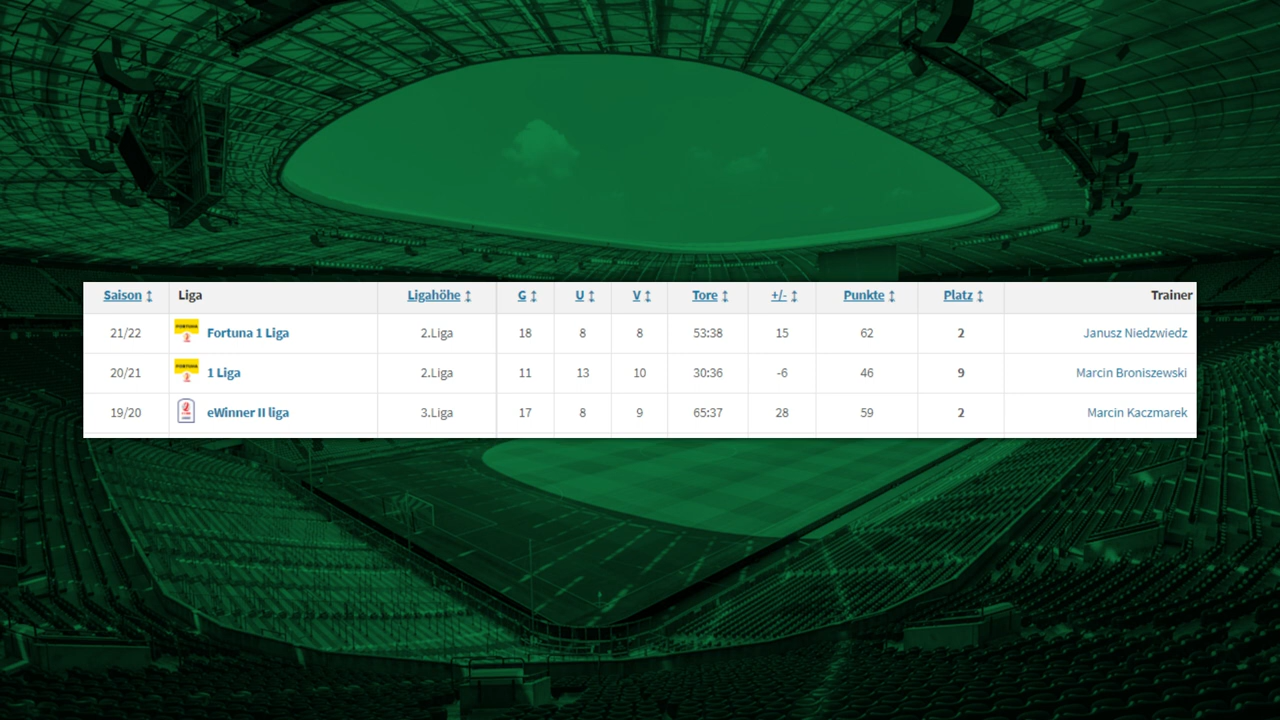 Saison Liga Ligahöhe G U V Tore +/- Punkte Platz Trainer
21/22 FORTUNA Fortuna 1 Liga 2.Liga 18 8 8 53:38 15 62 2 Janusz Niedzwiedz
20/21 FORTUNA 1 Liga 2.Liga 11 13 10 30:36 -6 46 9 Marcin Broniszewski
19/20 eWinner II liga 3.Liga 17 8 9 65:37 28 59 2 Marcin Kaczmarek